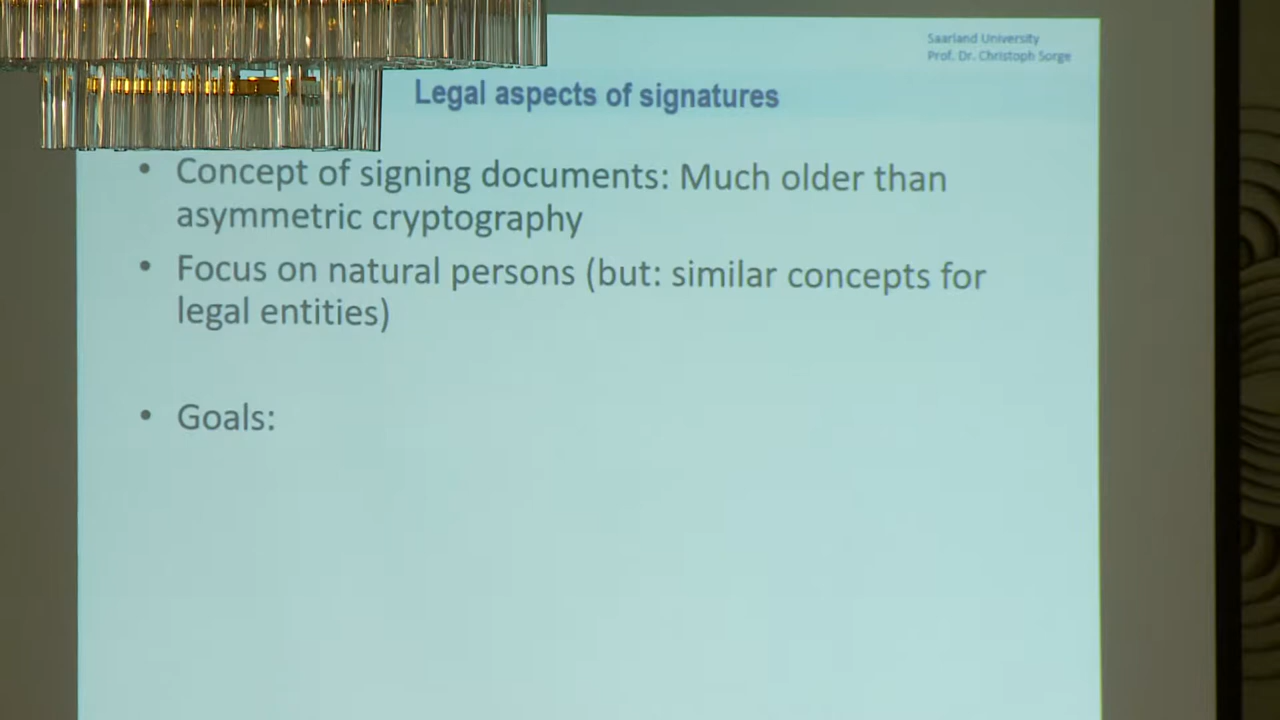 Saarland University
Prof. Dr. Christoph Sorge
Legal aspects of signatures
• Concept of signing documents: Much older than
asymmetric cryptography
• Focus on natural persons (but: similar concepts for
legal entities)
• Goals: